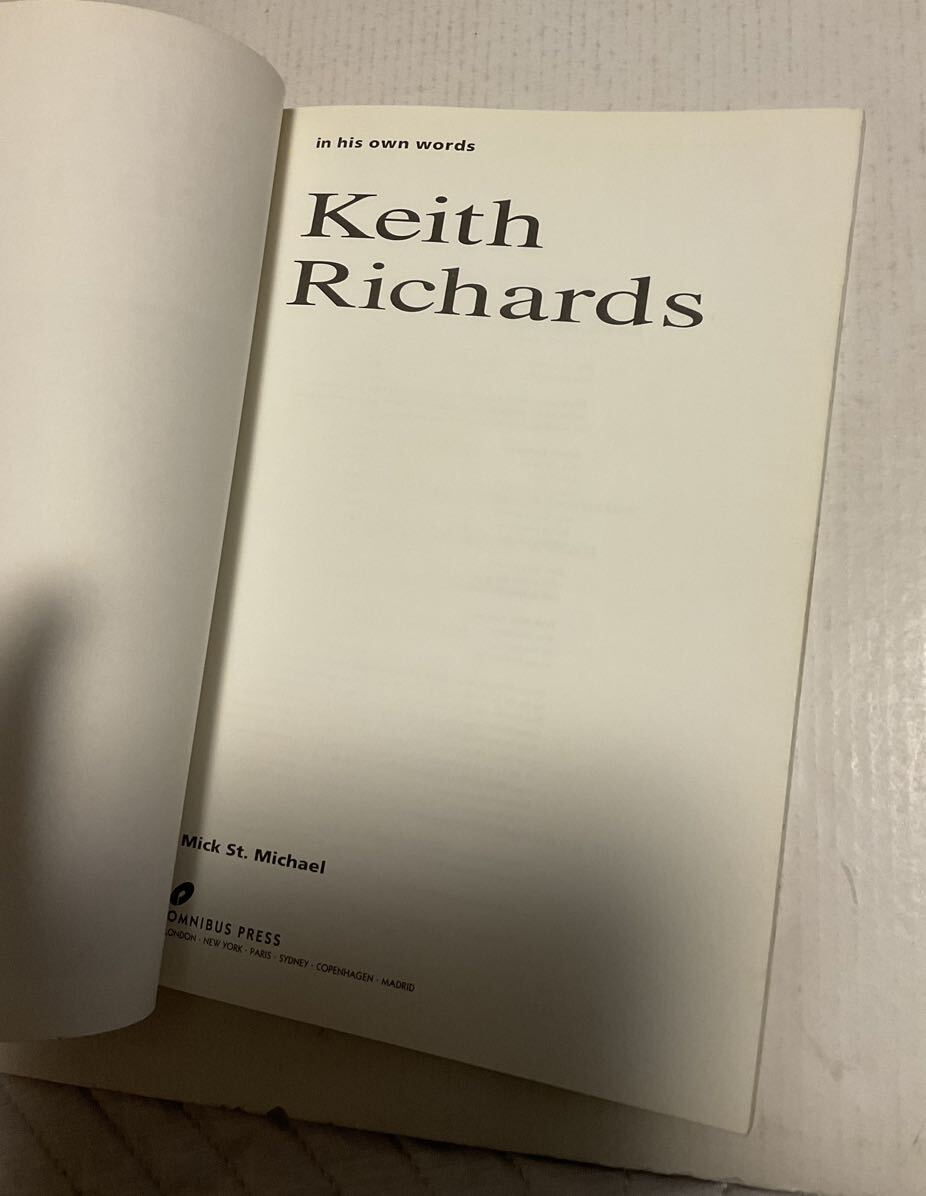 in his own words
Keith
Richards
Mick St. Michael
OMNIBUS PRESS
LONDON · NEW YORK · PARIS · SYDNEY · COPENHAGEN · MADRID